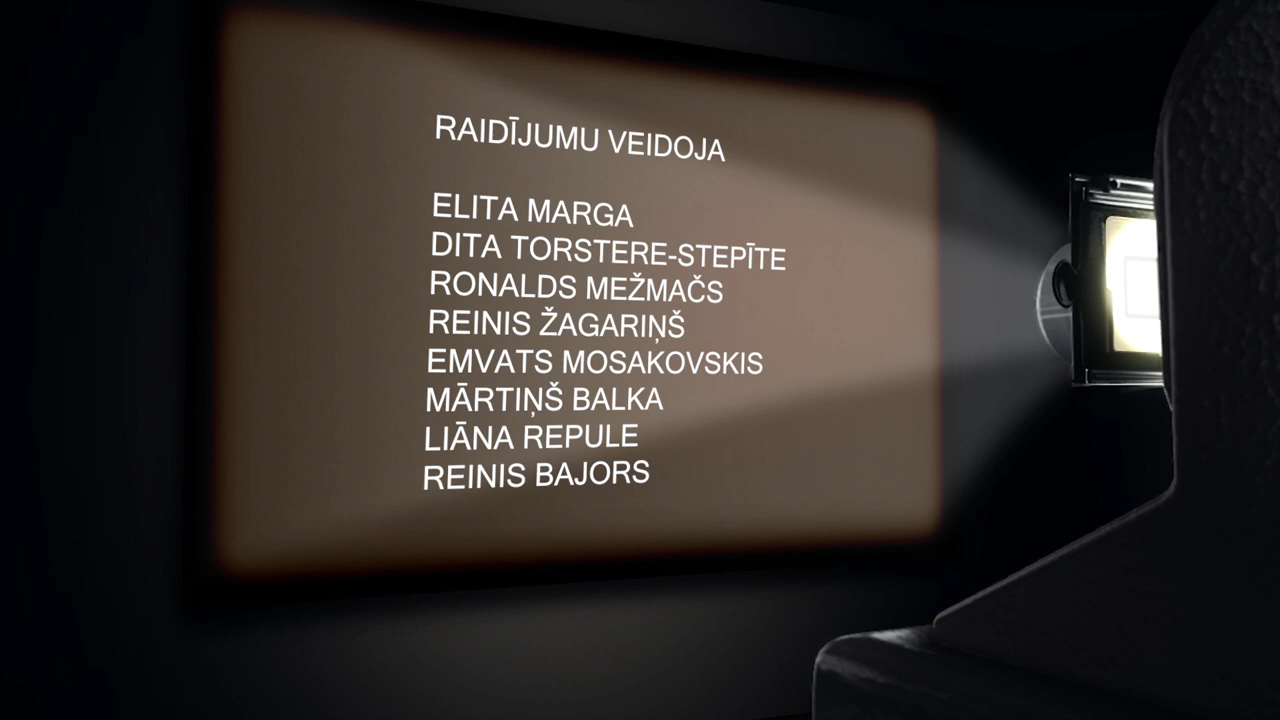 RAIDĪJUMU VEIDOJA
ELITA MARGA
DITA TORSTERE-STEPĪTE
RONALDS MEŽMAČS
REINIS ŽAGARIŅŠ
EMVATS MOSAKOVSKIS
MĀRTIŅŠ BALKA
LIĀNA REPULE
REINIS BAJORS